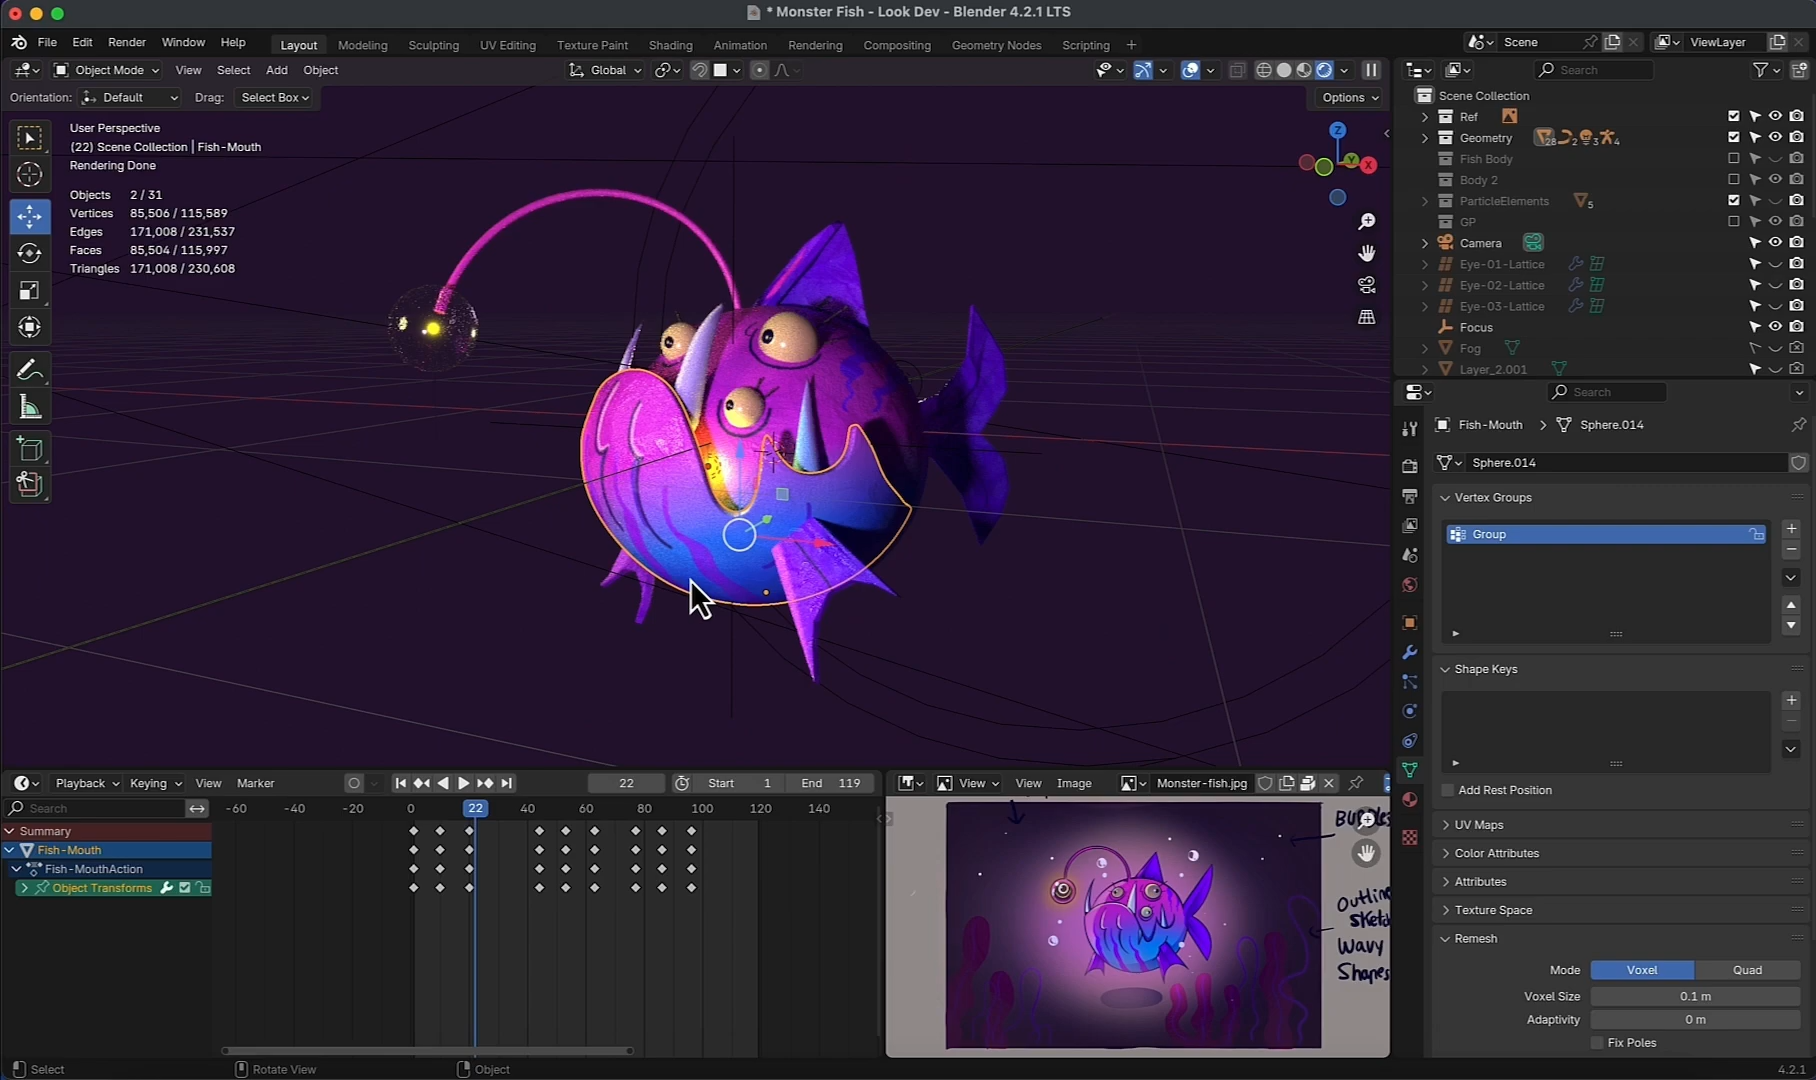 * Monster Fish - Look Dev - Blender 4.2.1 LTS
File Edit Render Window Help Layout Modeling Sculpting UV Editing Texture Paint Shading Animation Rendering Compositing Geometry Nodes Scripting + Scene ViewLayer
Object Mode View Select Add Object Global Search
Orientation: Default Drag: Select Box Options
User Perspective
(22) Scene Collection | Fish-Mouth
Rendering Done
Objects 2 / 31
Vertices 85,506 / 115,589
Edges 171,008 / 231,537
Faces 85,504 / 115,997
Triangles 171,008 / 230,608
Z
Y
X
Scene Collection
Ref
Geometry 28 2 3 4
Fish Body
Body 2
ParticleElements 5
GP
Camera
Eye-01-Lattice
Eye-02-Lattice
Eye-03-Lattice
Focus
Fog
Layer_2.001
Search
Fish-Mouth > Sphere.014
Sphere.014
Vertex Groups
Group
Shape Keys
Add Rest Position
UV Maps
Color Attributes
Attributes
Texture Space
Remesh
Mode Voxel Quad
Voxel Size 0.1 m
Adaptivity 0 m
Fix Poles
Playback Keying View Marker 22 Start 1 End 119
Search -60 -40 -20 0 22 40 60 80 100 120 140
Summary
Fish-Mouth
Fish-MouthAction
Object Transforms
View View Image Monster-fish.jpg
Outline
Sketch
Wavy
Shapes
Select Rotate View Object 4.2.1